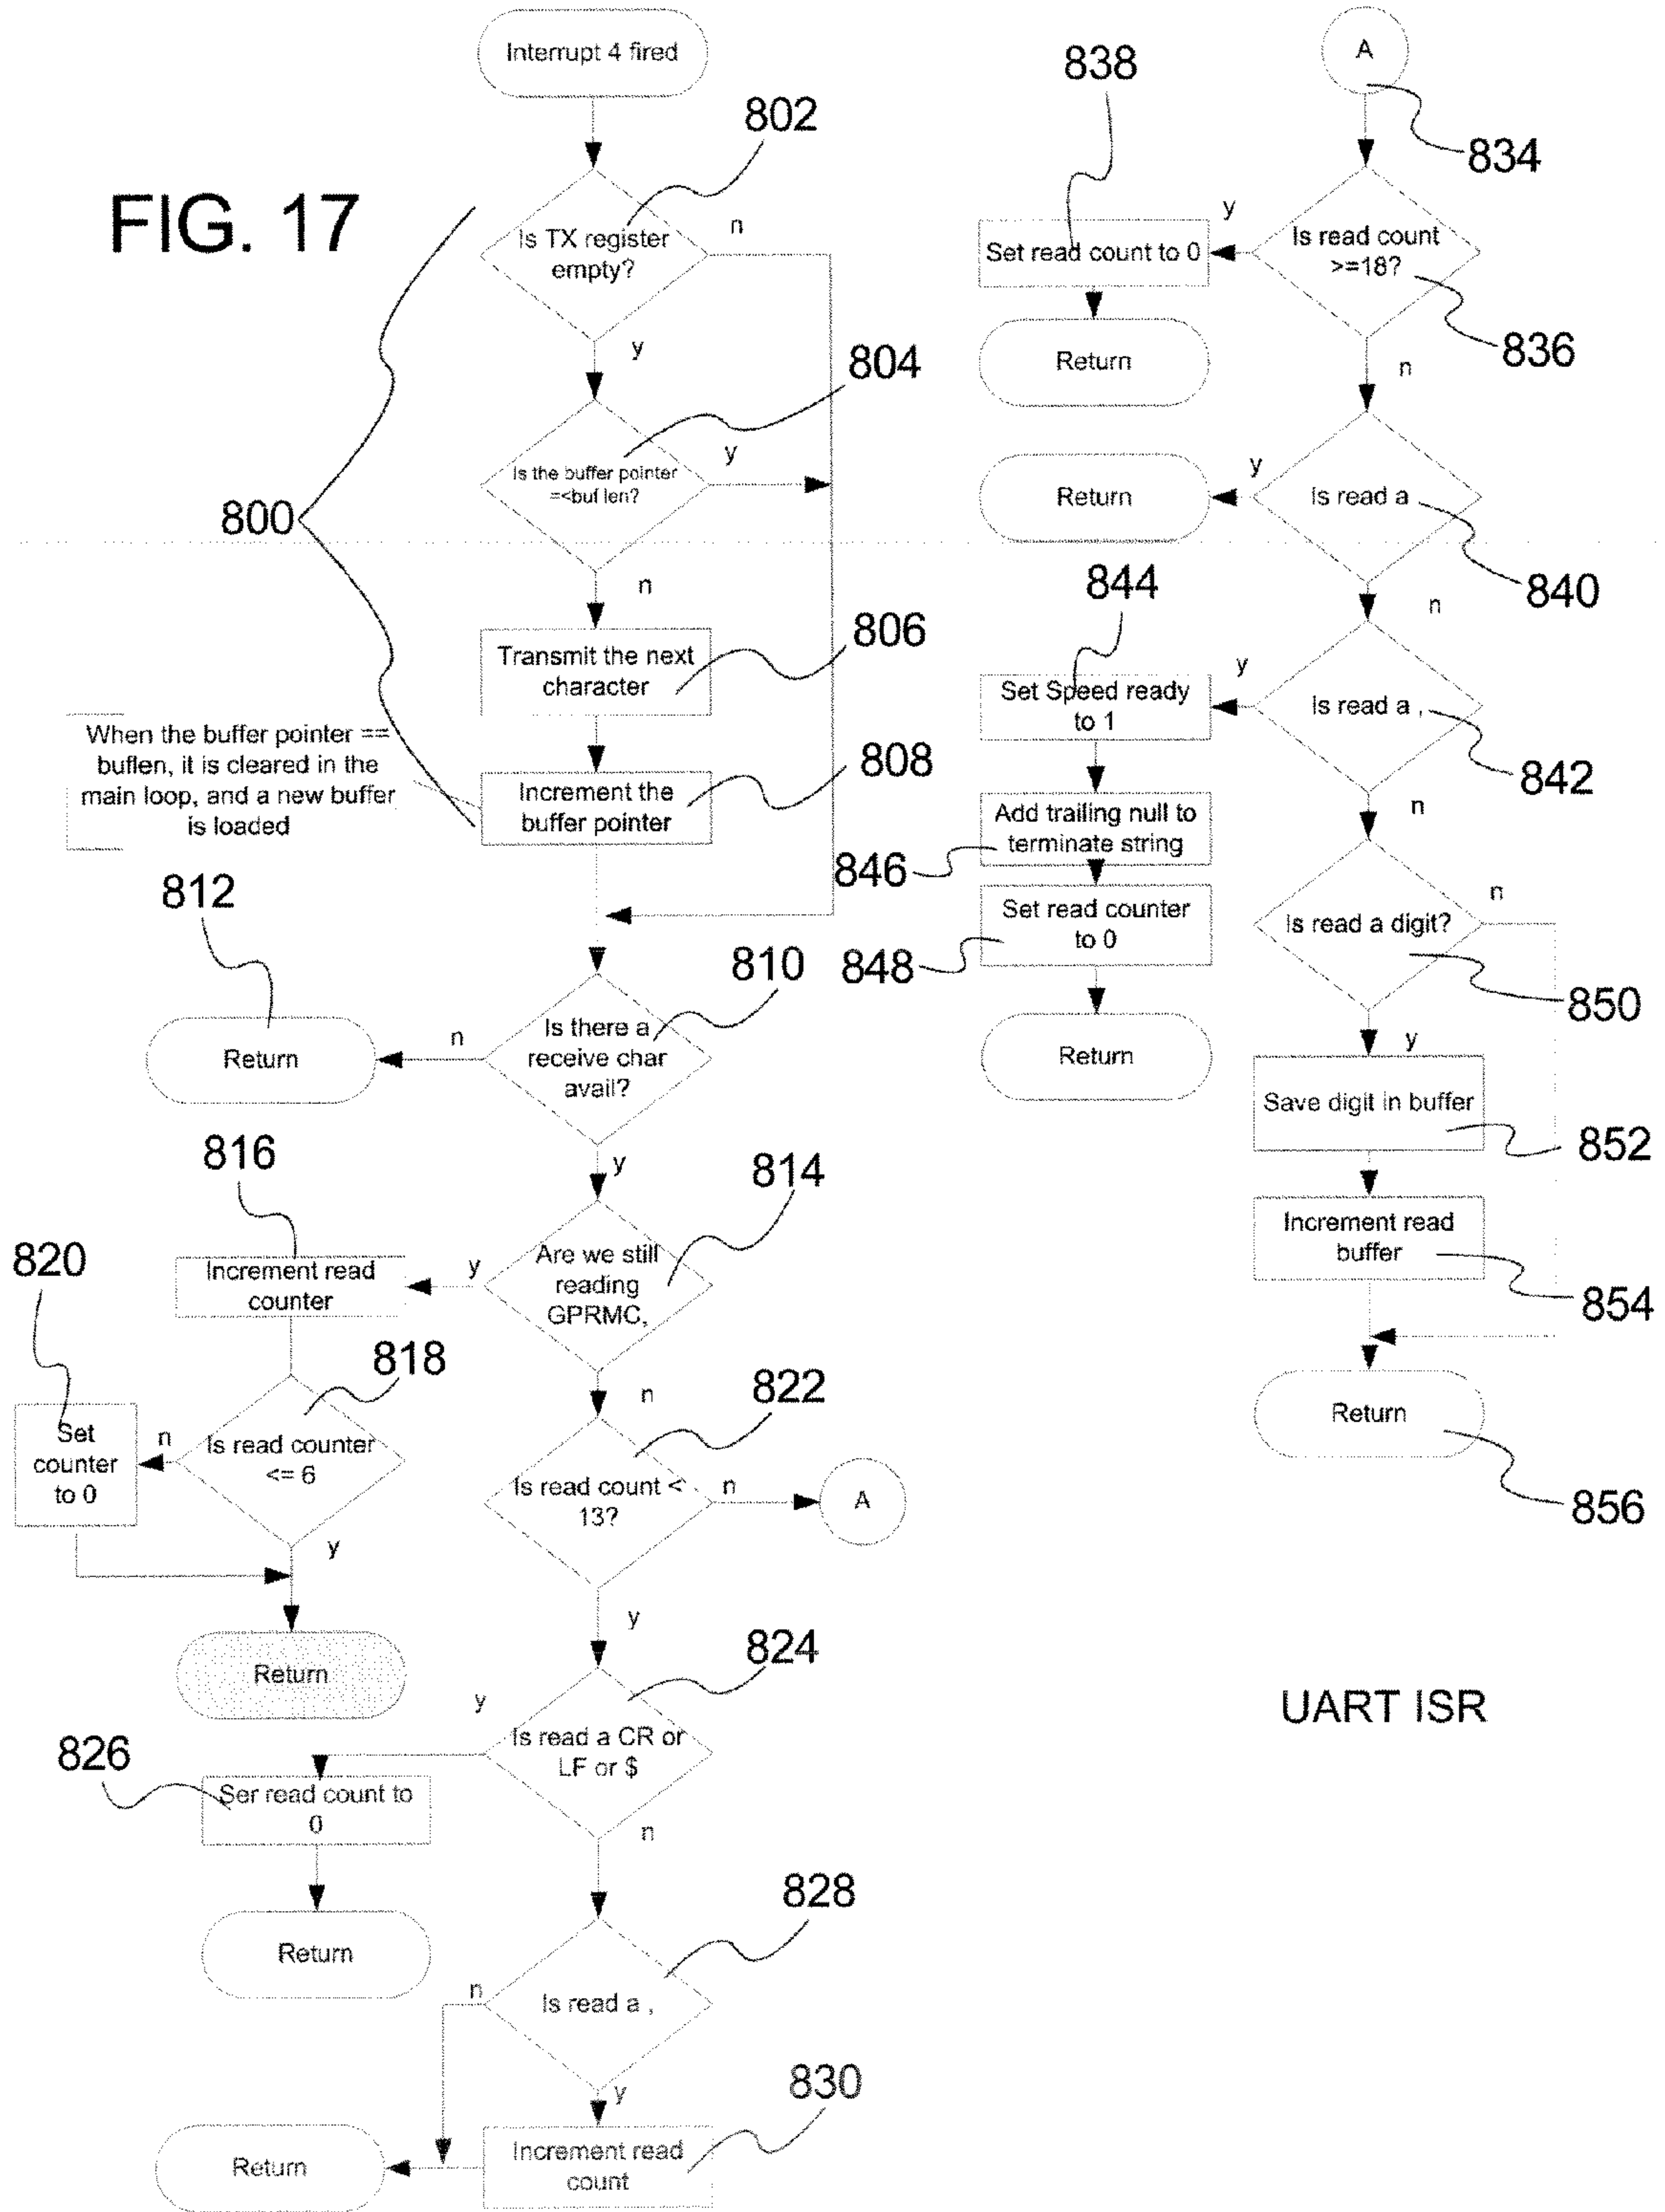 FIG. 17
Interrupt 4 fired
802
Is TX register
empty?
n
y
804
Is the buffer pointer
=<buf len?
y
n
800
806
Transmit the next
character
When the buffer pointer ==
buflen, it is cleared in the
main loop, and a new buffer
is loaded
808
Increment the
buffer pointer
812
Return
810
Is there a
receive char
avail?
n
y
814
Are we still
reading
GPRMC,
y
n
816
Increment read
counter
818
Is read counter
<= 6
n
y
820
Set
counter
to 0
Return
822
Is read count <
13?
n
A
y
824
Is read a CR or
LF or $
y
n
826
Ser read count to
0
Return
828
Is read a ,
n
y
830
Increment read
count
Return
A
834
838
Set read count to 0
y
Is read count
>=18?
836
Return
n
Return
y
Is read a
840
n
844
Set Speed ready
to 1
y
Is read a ,
842
n
Add trailing null to
terminate string
846
Set read counter
to 0
848
Return
Is read a digit?
n
850
y
Save digit in buffer
852
Increment read
buffer
854
Return
856
UART ISR